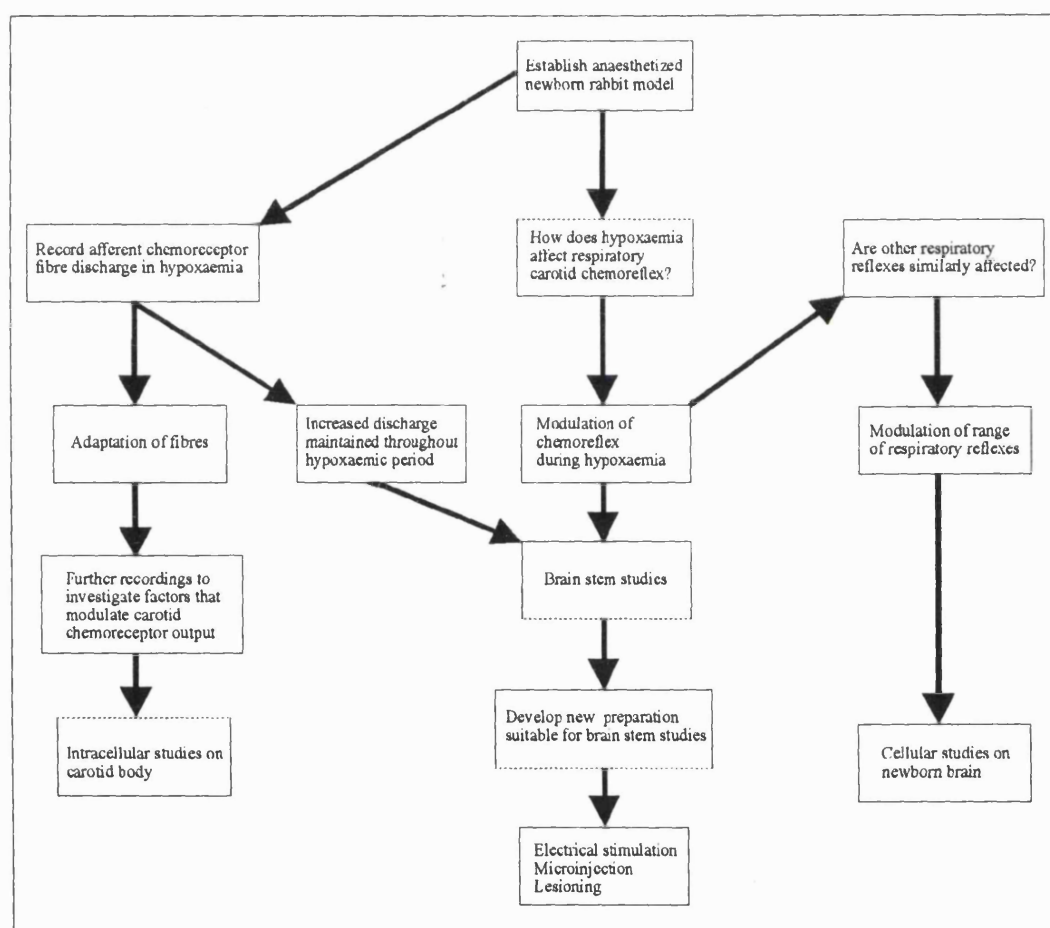 Establish anaesthetized
newborn rabbit model
Record afferent chemoreceptor
fibre discharge in hypoxaemia
How does hypoxaemia
affect respiratory
carotid chemoreflex?
Are other respiratory
reflexes similarly affected?
Adaptation of fibres
Increased discharge
maintained throughout
hypoxaemic period
Modulation of
chemoreflex
during hypoxaemia
Modulation of range
of respiratory reflexes
Further recordings to
investigate factors that
modulate carotid
chemoreceptor output
Brain stem studies
Intracellular studies on
carotid body
Develop new preparation
suitable for brain stem studies
Cellular studies on
newborn brain
Electrical stimulation
Microinjection
Lesioning